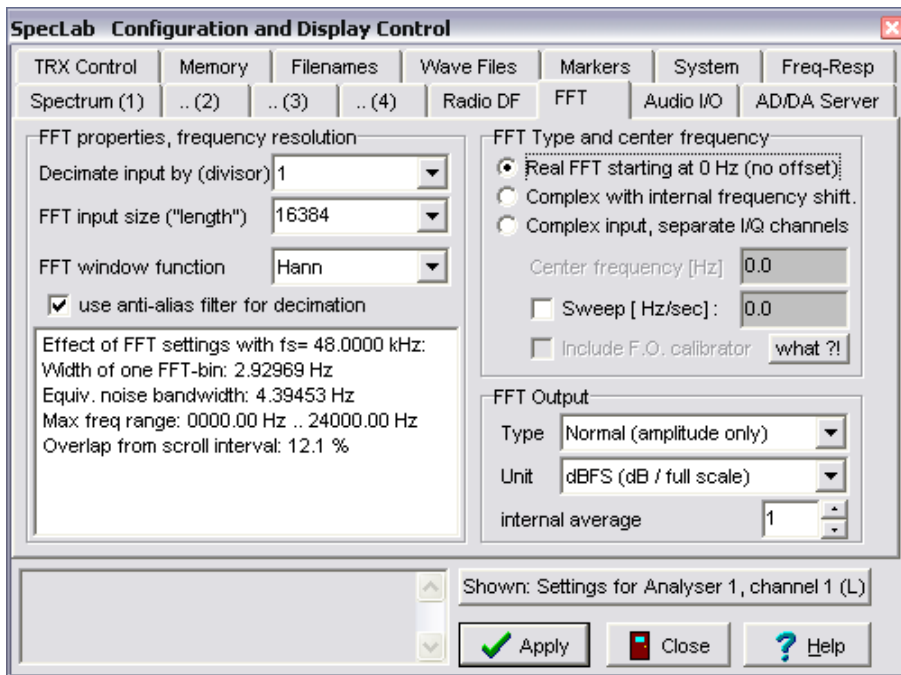 SpecLab Configuration and Display Control
TRX Control Memory Filenames Wave Files Markers System Freq-Resp
Spectrum (1) .. (2) .. (3) .. (4) Radio DF FFT Audio I/O AD/DA Server
FFT properties, frequency resolution
Decimate input by (divisor) 1
FFT input size ("length") 16384
FFT window function Hann
use anti-alias filter for decimation
Effect of FFT settings with fs= 48.0000 kHz:
Width of one FFT-bin: 2.92969 Hz
Equiv. noise bandwidth: 4.39453 Hz
Max freq range: 0000.00 Hz .. 24000.00 Hz
Overlap from scroll interval: 12.1 %
FFT Type and center frequency
Real FFT starting at 0 Hz (no offset)
Complex with internal frequency shift.
Complex input, separate I/Q channels
Center frequency [Hz] 0.0
Sweep [ Hz/sec] : 0.0
Include F.O. calibrator what ?!
FFT Output
Type Normal (amplitude only)
Unit dBFS (dB / full scale)
internal average 1
Shown: Settings for Analyser 1, channel 1 (L)
Apply Close Help